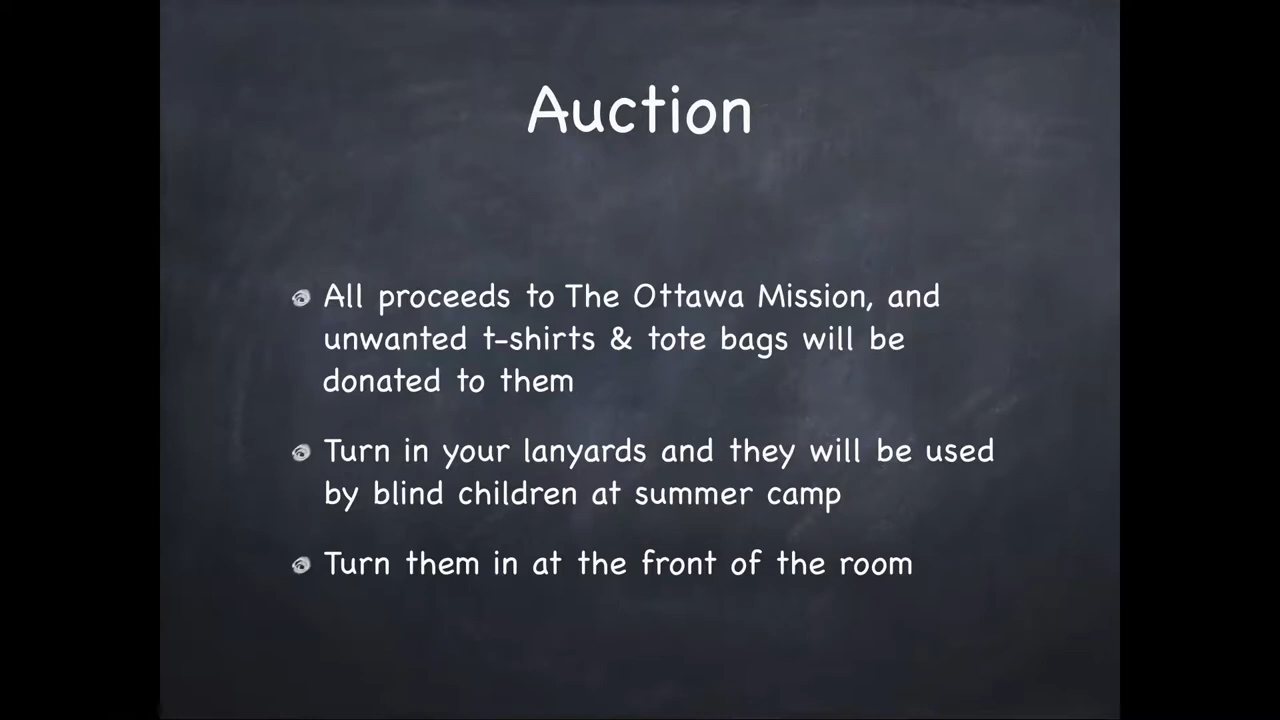 Auction
All proceeds to The Ottawa Mission, and
unwanted t-shirts & tote bags will be
donated to them
Turn in your lanyards and they will be used
by blind children at summer camp
Turn them in at the front of the room